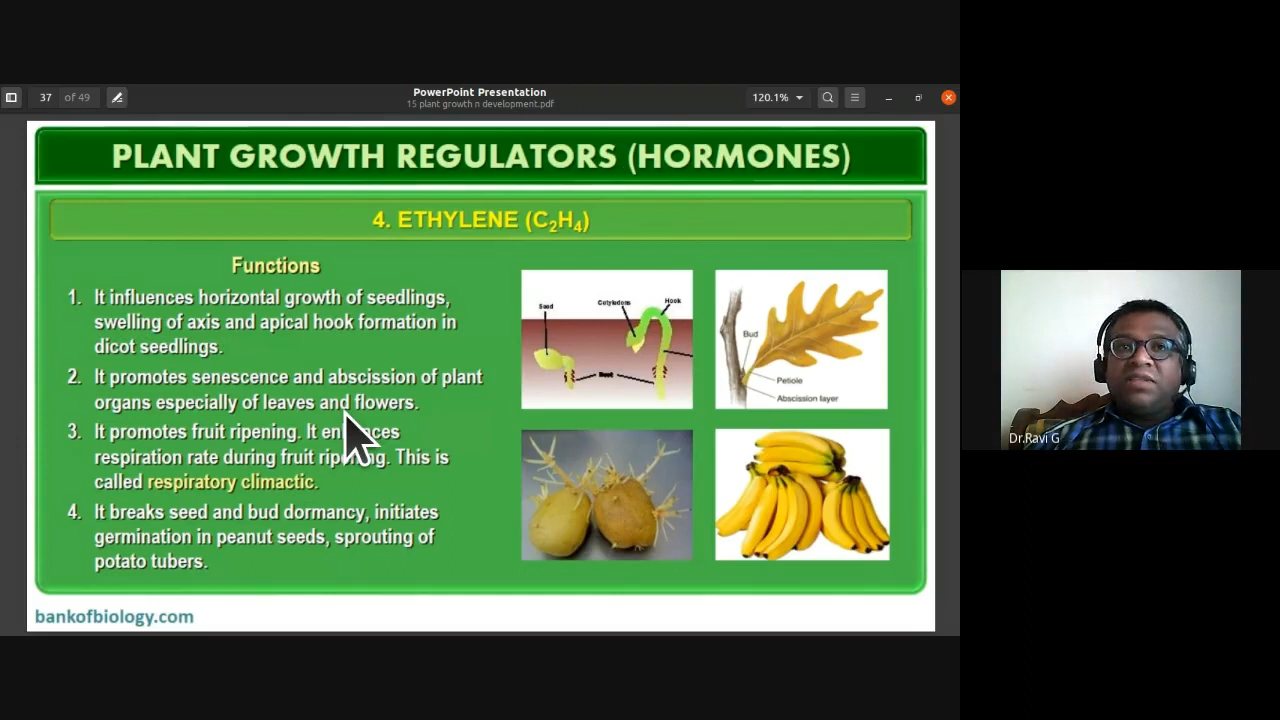 PowerPoint Presentation
37 of 49
15 plant growth n development.pdf
120.1%
PLANT GROWTH REGULATORS (HORMONES)
4. ETHYLENE (C₂H₄)
Functions
1. It influences horizontal growth of seedlings,
swelling of axis and apical hook formation in
dicot seedlings.
2. It promotes senescence and abscission of plant
organs especially of leaves and flowers.
3. It promotes fruit ripening. It
respiration rate during fruit This is
called respiratory climactic.
4. It breaks seed and bud dormancy, initiates
germination in peanut seeds, sprouting of
potato tubers.
Seed
Cotyledons
Hook
Bud
Petiole
Abscission layer
bankofbiology.com
Dr.Ravi G